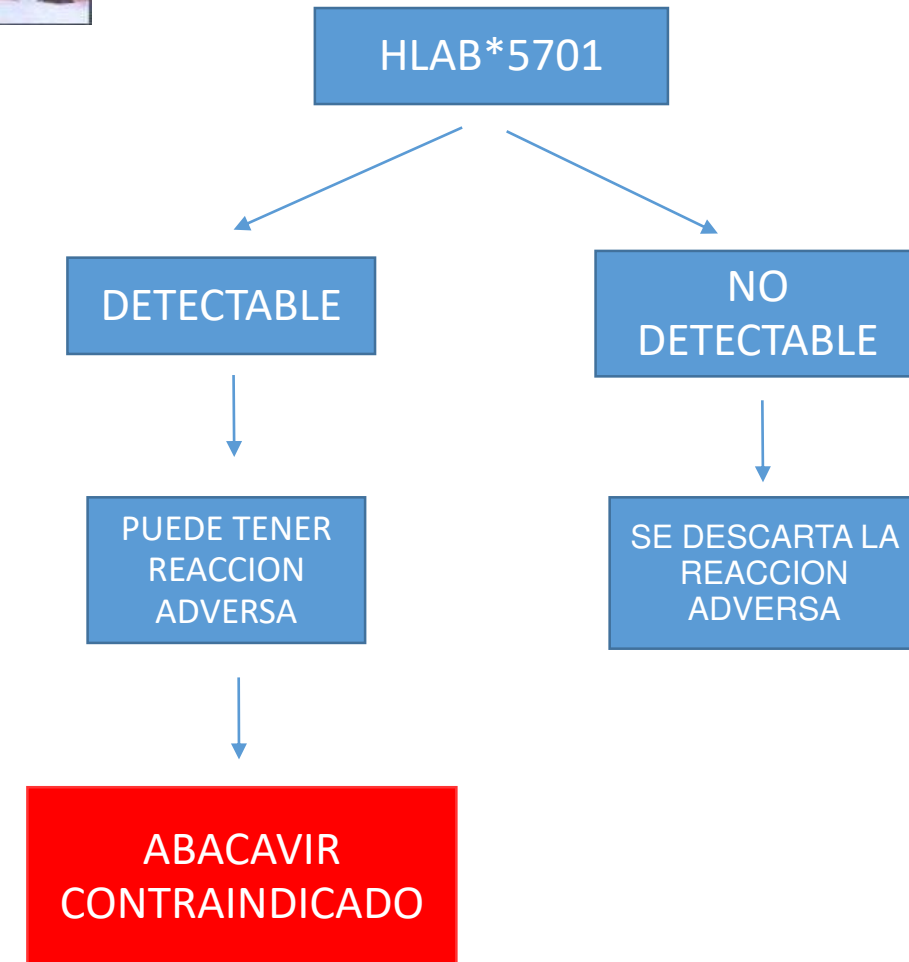 HLAB*5701
DETECTABLE
NO
DETECTABLE
PUEDE TENER
REACCION
ADVERSA
SE DESCARTA LA
REACCION
ADVERSA
ABACAVIR
CONTRAINDICADO